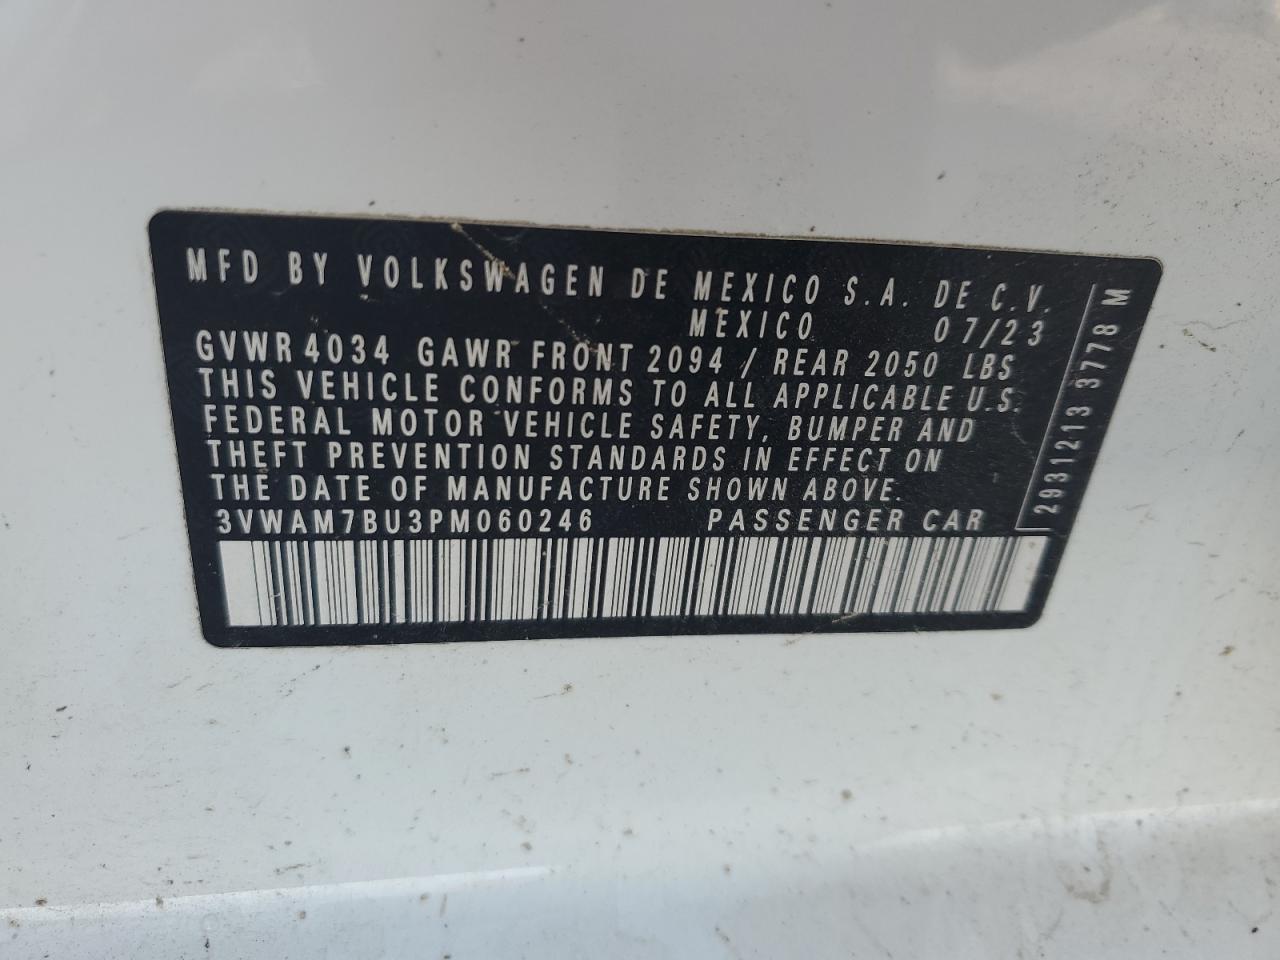 MFD BY VOLKSWAGEN DE MEXICO S.A. DE C.V.
MEXICO 07/23
GVWR 4034 GAWR FRONT 2094 / REAR 2050 LBS
THIS VEHICLE CONFORMS TO ALL APPLICABLE U.S.
FEDERAL MOTOR VEHICLE SAFETY, BUMPER AND
THEFT PREVENTION STANDARDS IN EFFECT ON
THE DATE OF MANUFACTURE SHOWN ABOVE.
3VWAM7BU3PM060246 PASSENGER CAR
2931213 3778 M